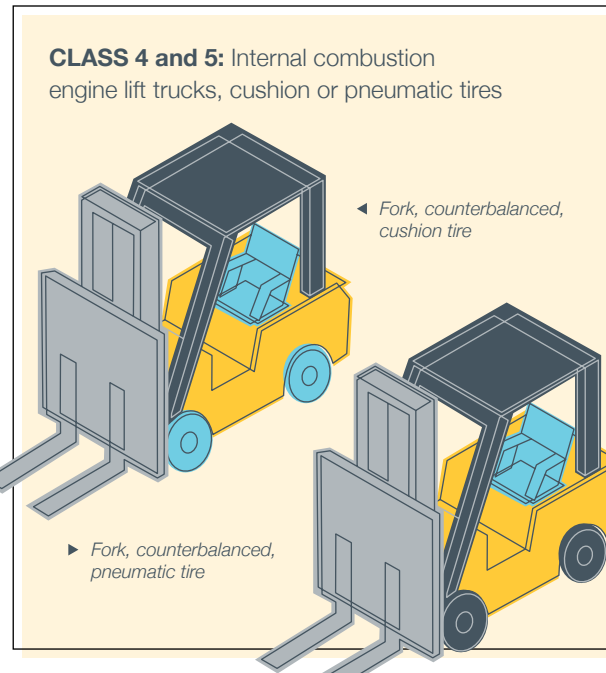 CLASS 4 and 5: Internal combustion
engine lift trucks, cushion or pneumatic tires
◄ Fork, counterbalanced,
cushion tire
► Fork, counterbalanced,
pneumatic tire